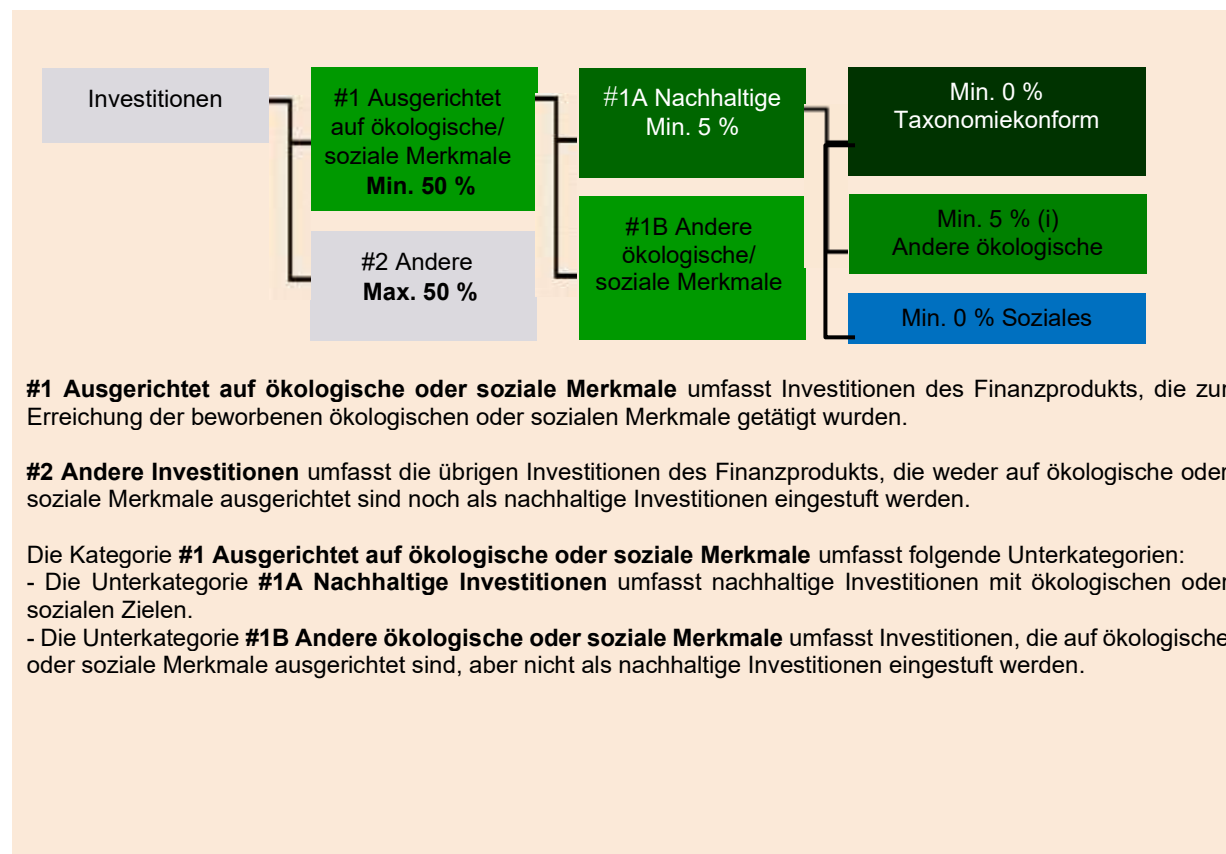 Investitionen
#1 Ausgerichtet
auf ökologische/
soziale Merkmale
Min. 50 %
#2 Andere
Max. 50 %
#1A Nachhaltige
Min. 5 %
#1B Andere
ökologische/
soziale Merkmale
Min. 0 %
Taxonomiekonform
Min. 5 % (i)
Andere ökologische
Min. 0 % Soziales
#1 Ausgerichtet auf ökologische oder soziale Merkmale umfasst Investitionen des Finanzprodukts, die zur
Erreichung der beworbenen ökologischen oder sozialen Merkmale getätigt wurden.
#2 Andere Investitionen umfasst die übrigen Investitionen des Finanzprodukts, die weder auf ökologische oder
soziale Merkmale ausgerichtet sind noch als nachhaltige Investitionen eingestuft werden.
Die Kategorie #1 Ausgerichtet auf ökologische oder soziale Merkmale umfasst folgende Unterkategorien:
- Die Unterkategorie #1A Nachhaltige Investitionen umfasst nachhaltige Investitionen mit ökologischen oder
sozialen Zielen.
- Die Unterkategorie #1B Andere ökologische oder soziale Merkmale umfasst Investitionen, die auf ökologische
oder soziale Merkmale ausgerichtet sind, aber nicht als nachhaltige Investitionen eingestuft werden.